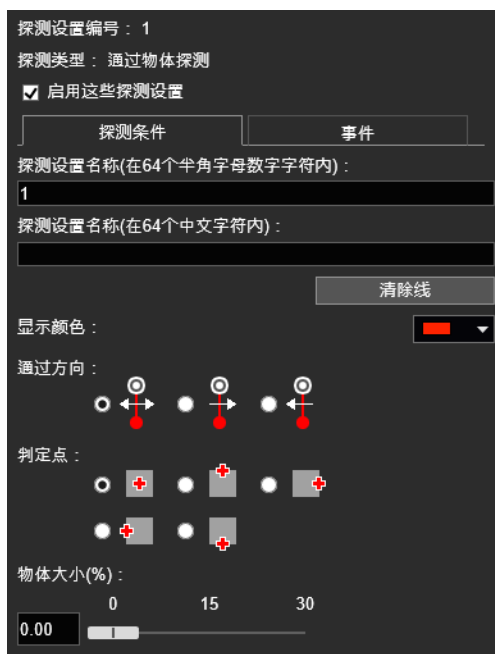 探测设置编号： 1
探测类型： 通过物体探测
启用这些探测设置
探测条件 事件
探测设置名称(在64个半角字母数字字符内)：
1
探测设置名称(在64个中文字符内)：
清除线
显示颜色：
通过方向：
判定点：
物体大小(%)：
0 15 30
0.00